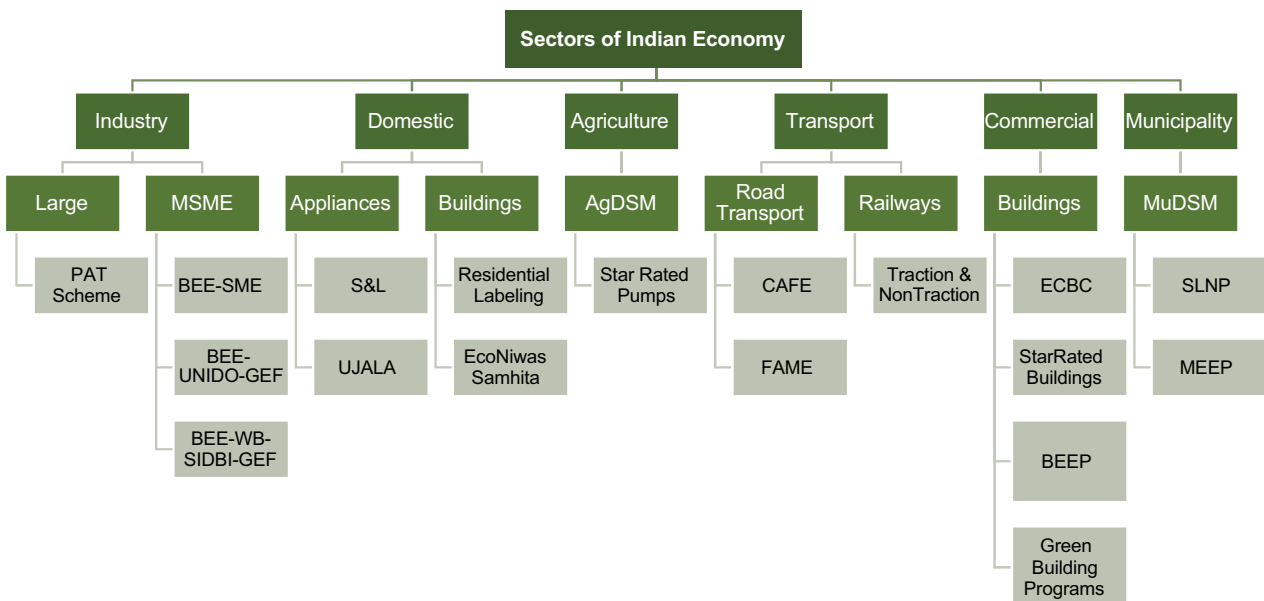 Sectors of Indian Economy
Industry
Domestic
Agriculture
Transport
Commercial
Municipality
Large
MSME
Appliances
Buildings
AgDSM
Road
Transport
Railways
Buildings
MuDSM
PAT
Scheme
BEE-SME
S&L
Residential
Labeling
Star Rated
Pumps
CAFE
Traction &
NonTraction
ECBC
SLNP
BEE-
UNIDO-GEF
UJALA
EcoNiwas
Samhita
FAME
StarRated
Buildings
MEEP
BEE-WB-
SIDBI-GEF
BEEP
Green
Building
Programs